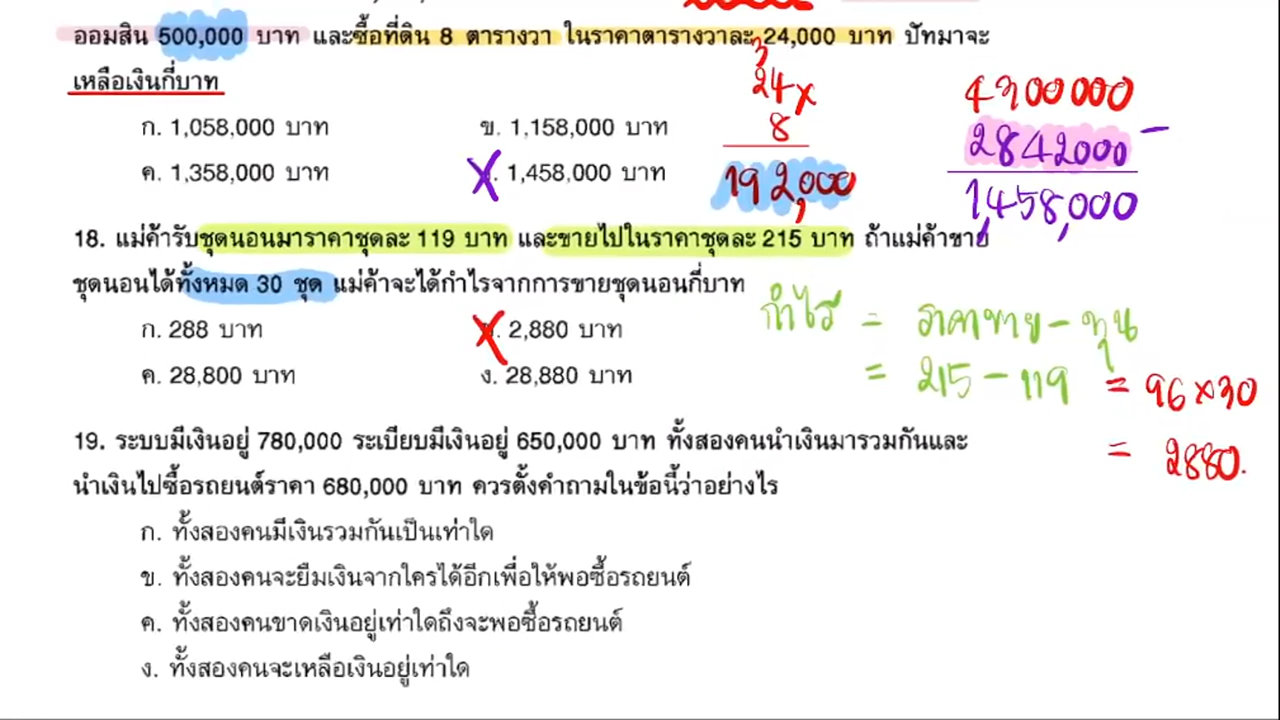 ออมสิน 500,000 บาท และซื้อที่ดิน 8 ตารางวา ในราคาตารางวาละ 24,000 บาท ปัทมาจะ
เหลือเงินกี่บาท
ก. 1,058,000 บาท
ข. 1,158,000 บาท
ค. 1,358,000 บาท
X. 1,458,000 บาท
3
24 x
8
192,000
4300000
2842000 -
1,458,000
18. แม่ค้ารับชุดนอนมาราคาชุดละ 119 บาท และขายไปในราคาชุดละ 215 บาท ถ้าแม่ค้าขาย
ชุดนอนได้ทั้งหมด 30 ชุด แม่ค้าจะได้กำไรจากการขายชุดนอนกี่บาท
ก. 288 บาท
X. 2,880 บาท
ค. 28,800 บาท
ง. 28,880 บาท
กำไร = ราคาขาย - ทุน
= 215 - 119 = 96 x 30
= 2880.
19. ระบบมีเงินอยู่ 780,000 ระเบียบมีเงินอยู่ 650,000 บาท ทั้งสองคนนำเงินมารวมกันและ
นำเงินไปซื้อรถยนต์ราคา 680,000 บาท ควรตั้งคำถามในข้อนี้ว่าอย่างไร
ก. ทั้งสองคนมีเงินรวมกันเป็นเท่าใด
ข. ทั้งสองคนจะยืมเงินจากใครได้อีกเพื่อให้พอซื้อรถยนต์
ค. ทั้งสองคนขาดเงินอยู่เท่าใดถึงจะพอซื้อรถยนต์
ง. ทั้งสองคนจะเหลือเงินอยู่เท่าใด